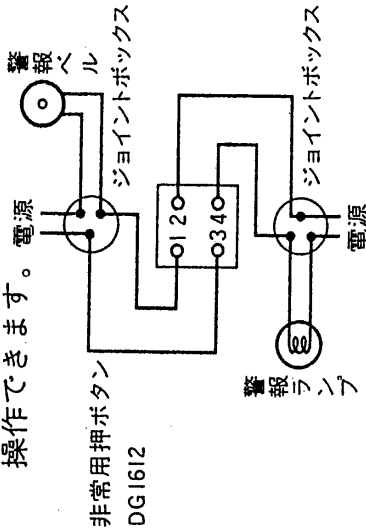 操作できます。
電源
警報
ベル
ジョイントボックス
非常用押ボタン
DG1612
1 2
3 4
ジョイントボックス
警報
ランプ
電源